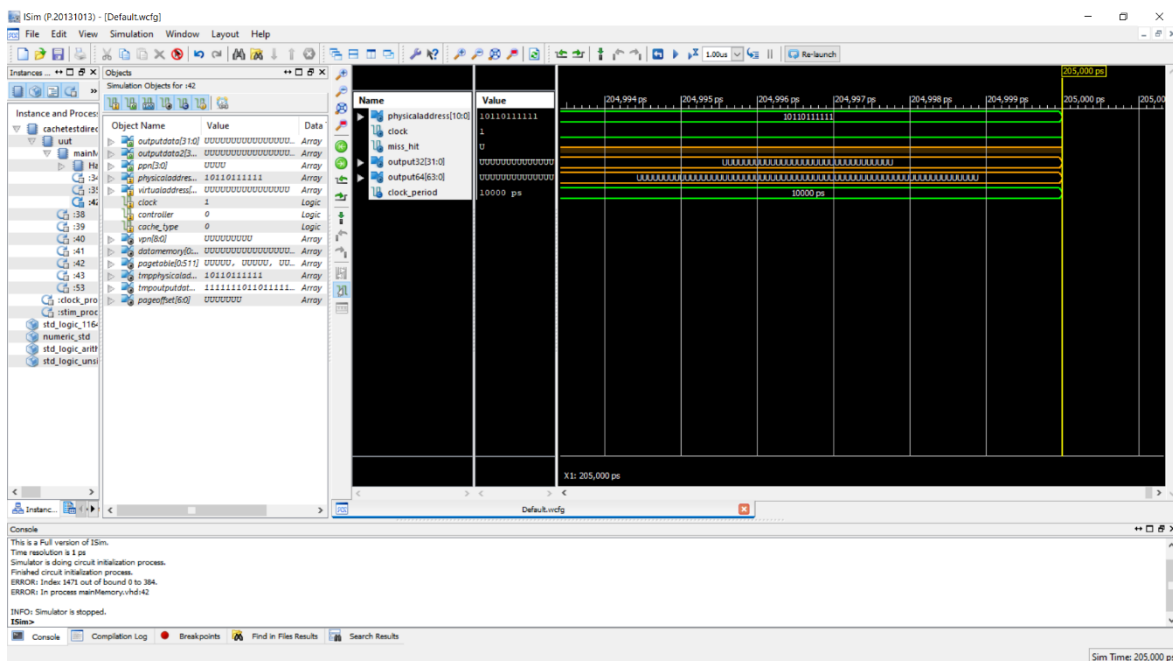 ISim (P.20131013) - [Default.wcfg]
File Edit View Simulation Window Layout Help
1.00us Re-launch
Instances ...
Objects
Simulation Objects for :42
Instance and Proces
cachetestdirec
uut
mainM
Ha
:34
:35
:42
:38
:39
:40
:41
:42
:43
:53
:clock_pro
:stim_proc
std_logic_1164
numeric_std
std_logic_arith
std_logic_unsi
Object Name Value Data
outputdata[31:0] UUUUUUUUUUUUUUUU... Array
outputdata2[3... UUUUUUUUUUUUUUUU... Array
ppn[3:0] UUUU Array
physicaladdres... 10110111111 Array
virtualaddress[... UUUUUUUUUUUUUUUU Array
clock 1 Logic
controller 0 Logic
cache_type 0 Logic
vpn[8:0] UUUUUUUUU Array
datamemory[0:... UUUUUUUUUUUUUUUU... Array
pagetable[0:511] UUUUU, UUUUU, UU... Array
tmpphysicalad... 10110111111 Array
tmpoutputdat... 1111111011011111... Array
pageoffset[6:0] UUUUUUU Array
Name Value
physicaladdress[10:0] 10110111111
clock 1
miss_hit U
output32[31:0] UUUUUUUUUUUUU
output64[63:0] UUUUUUUUUUUUU
clock_period 10000 ps
205,000 ps
204,994 ps 204,995 ps 204,996 ps 204,997 ps 204,998 ps 204,999 ps 205,000 ps 205,00
10110111111
UUUUUUUUUUUUUUUUUUUUUUUUUUUUUUUU
UUUUUUUUUUUUUUUUUUUUUUUUUUUUUUUUUUUUUUUUUUUUUUUUUUUUUUUUUUUUUUUU
10000 ps
X1: 205,000 ps
Instanc...
Default.wcfg
Console
This is a Full version of ISim.
Time resolution is 1 ps
Simulator is doing circuit initialization process.
Finished circuit initialization process.
ERROR: Index 1471 out of bound 0 to 384.
ERROR: In process mainMemory.vhd:42
INFO: Simulator is stopped.
ISim>
Console Compilation Log Breakpoints Find in Files Results Search Results
Sim Time: 205,000 ps